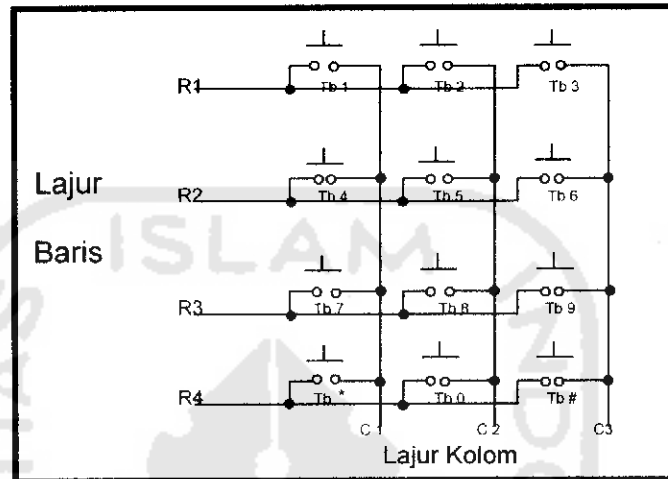 R1
Tb 1 Tb 2 Tb 3
Lajur
R2
Tb 4 Tb 5 Tb 6
Baris
ISLAM
R3
Tb 7 Tb 8 Tb 9
R4
Tb * Tb 0 Tb #
C 1 C 2 C3
Lajur Kolom